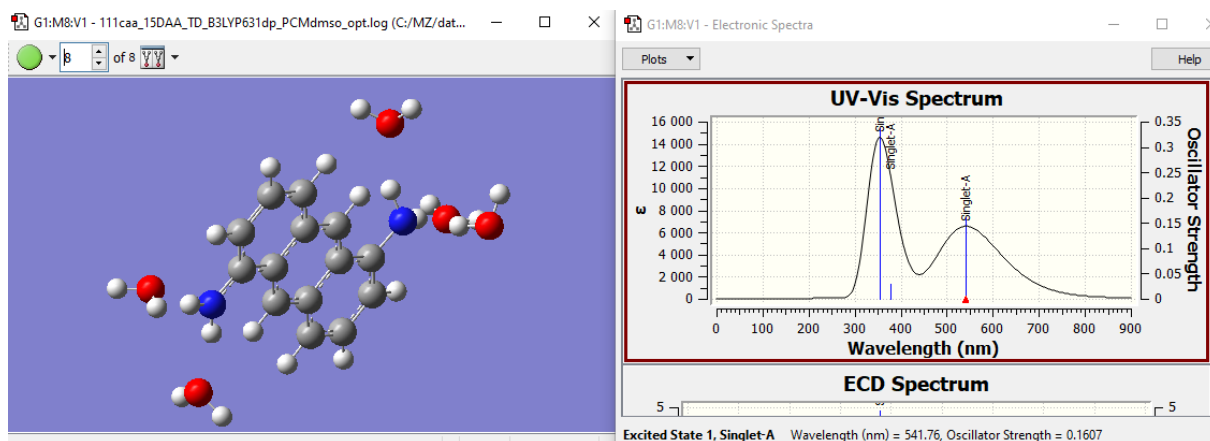 G1:M8:V1 - 111caa_15DAA_TD_B3LYP631dp_PCMdmso_opt.log (C:/MZ/dat...
8 of 8
G1:M8:V1 - Electronic Spectra
Plots
Help
UV-Vis Spectrum
16 000
14 000
12 000
10 000
8 000
6 000
4 000
2 000
0
ε
Sin
Singlet-A
Singlet-A
0.35
0.3
0.25
0.2
0.15
0.1
0.05
0
Oscillator Strength
0 100 200 300 400 500 600 700 800 900
Wavelength (nm)
ECD Spectrum
5
5
Excited State 1, Singlet-A Wavelength (nm) = 541.76, Oscillator Strength = 0.1607